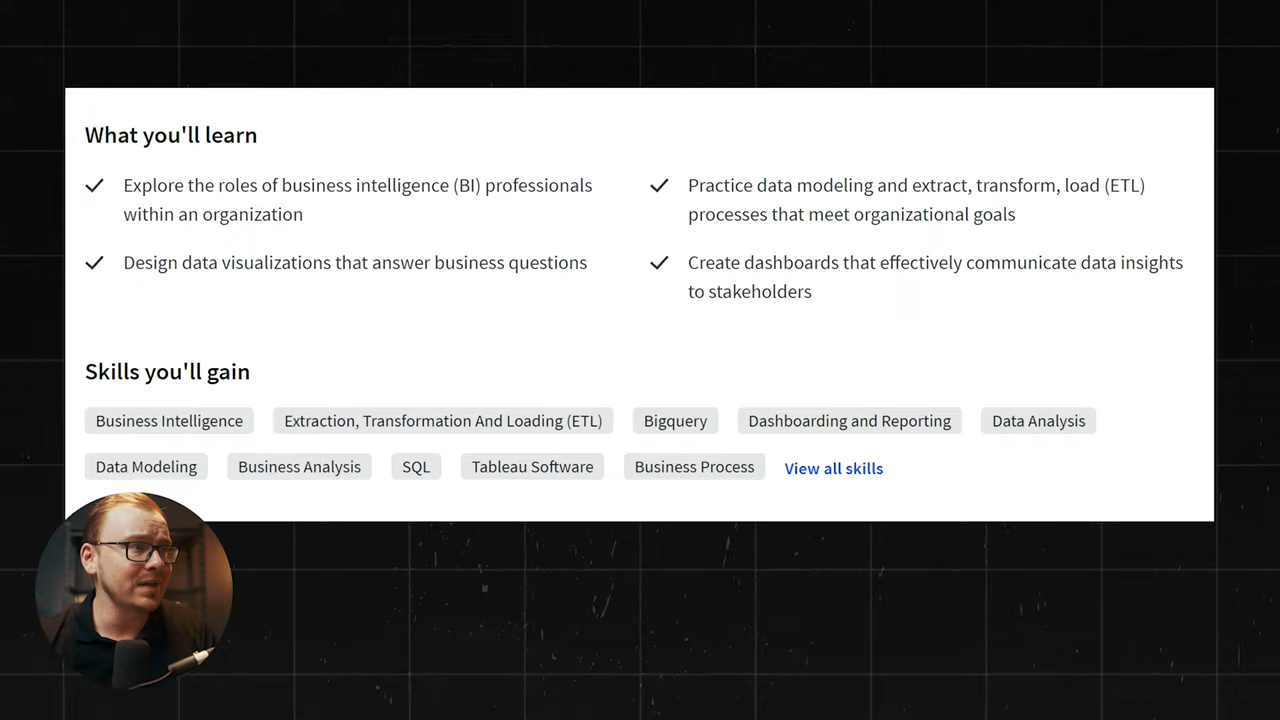 What you'll learn
Explore the roles of business intelligence (BI) professionals
within an organization
Practice data modeling and extract, transform, load (ETL)
processes that meet organizational goals
Design data visualizations that answer business questions
Create dashboards that effectively communicate data insights
to stakeholders
Skills you'll gain
Business Intelligence
Extraction, Transformation And Loading (ETL)
Bigquery
Dashboarding and Reporting
Data Analysis
Data Modeling
Business Analysis
SQL
Tableau Software
Business Process
View all skills